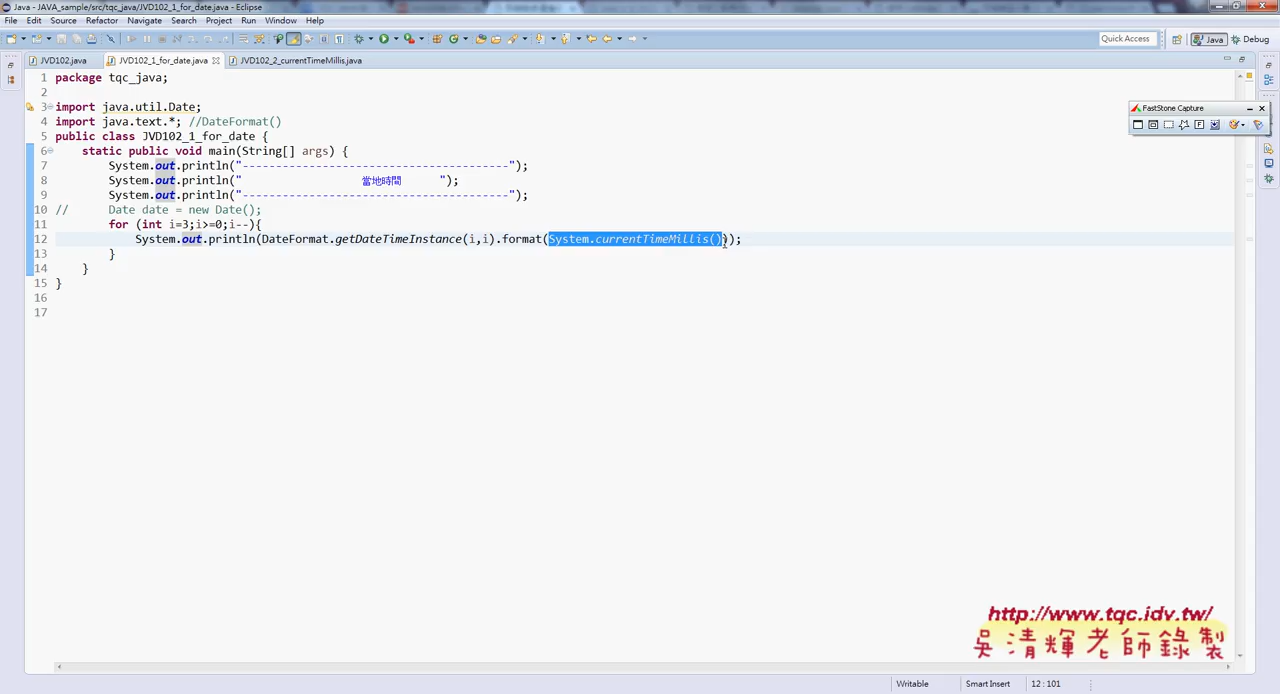 Java - JAVA_sample/src/tqc_java/JVD102_1_for_date.java - Eclipse
File Edit Source Refactor Navigate Search Project Run Window Help
Quick Access Java Debug
JVD102.java JVD102_1_for_date.java JVD102_2_currentTimeMillis.java
1 package tqc_java;
2
3 import java.util.Date;
4 import java.text.*; //DateFormat()
5 public class JVD102_1_for_date {
6 static public void main(String[] args) {
7 System.out.println("----------------------------------------");
8 System.out.println(" 當地時間 ");
9 System.out.println("----------------------------------------");
10 // Date date = new Date();
11 for (int i=3;i>=0;i--){
12 System.out.println(DateFormat.getDateTimeInstance(i,i).format(System.currentTimeMillis()));
13 }
14 }
15 }
16
17
FastStone Capture
http://www.tqc.idv.tw/
吳清輝老師錄製
Writable Smart Insert 12 : 101